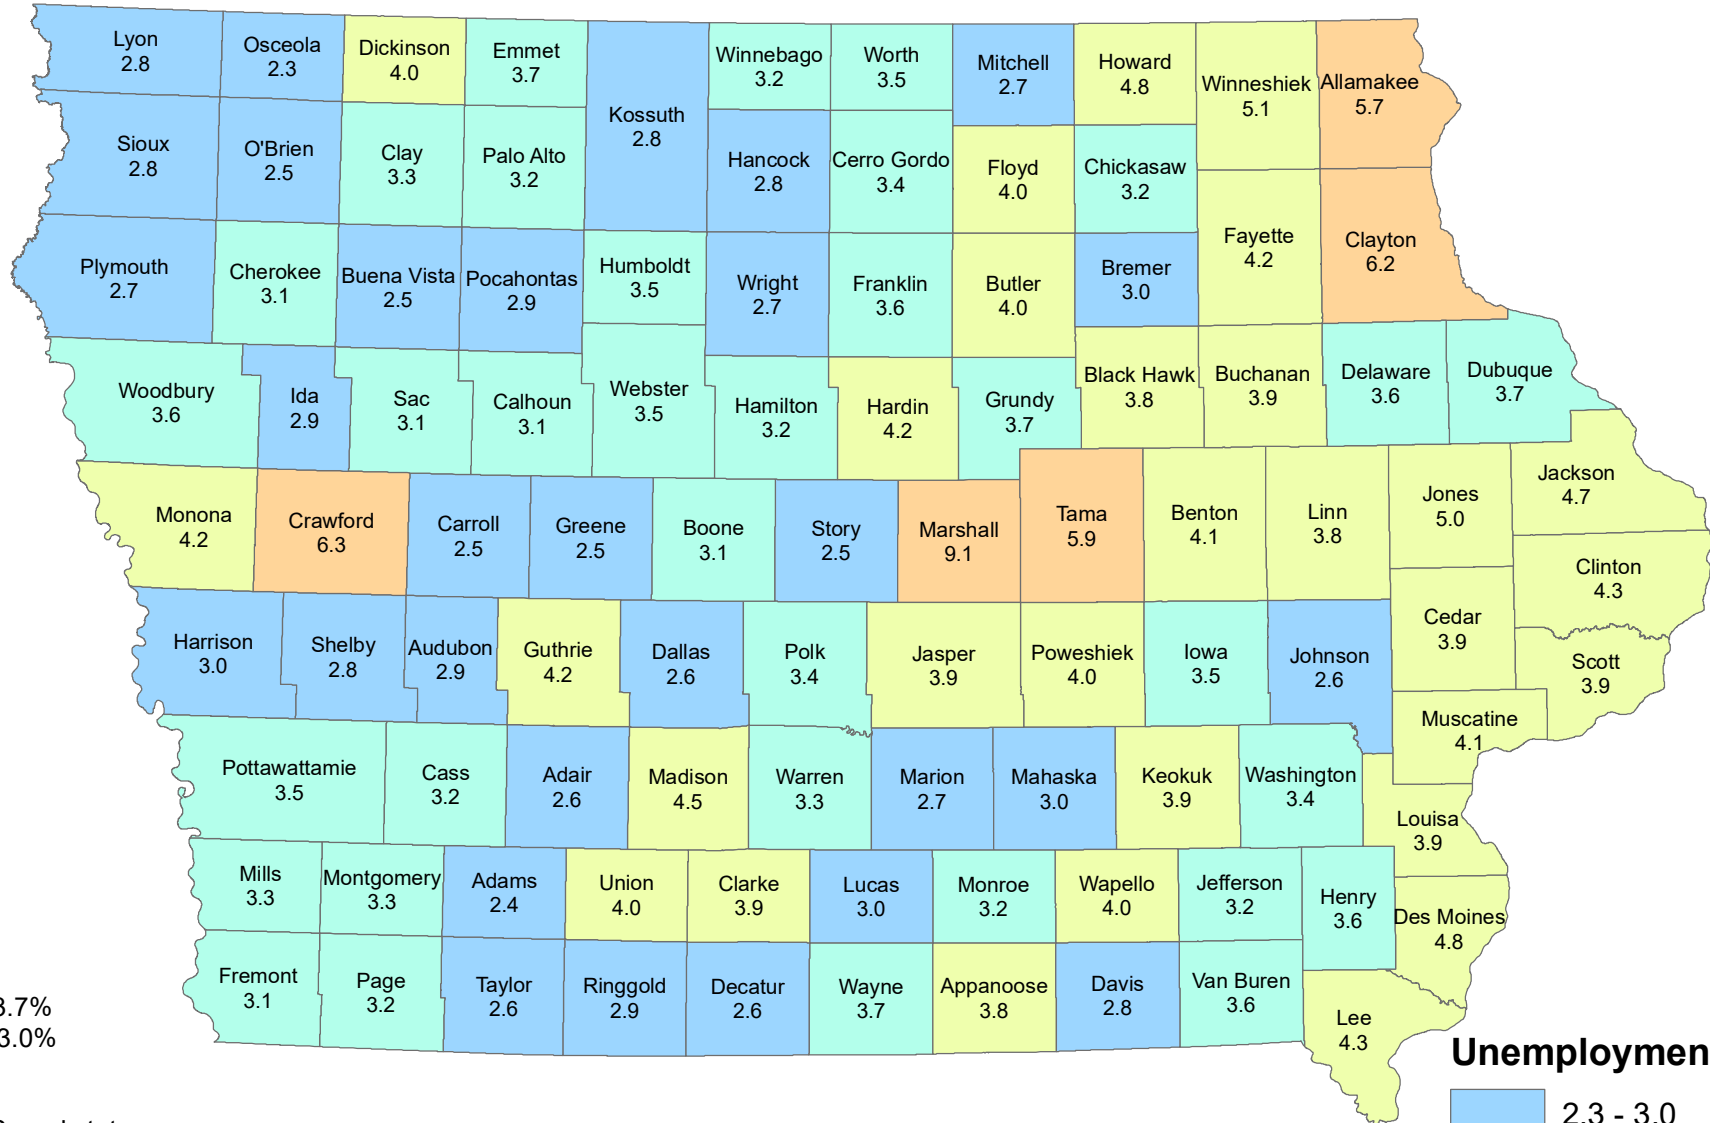 Lyon
2.8
Osceola
2.3
Dickinson
4.0
Emmet
3.7
Kossuth
2.8
Winnebago
3.2
Worth
3.5
Mitchell
2.7
Howard
4.8
Winneshiek
5.1
Allamakee
5.7
Sioux
2.8
O'Brien
2.5
Clay
3.3
Palo Alto
3.2
Hancock
2.8
Cerro Gordo
3.4
Floyd
4.0
Chickasaw
3.2
Plymouth
2.7
Cherokee
3.1
Buena Vista
2.5
Pocahontas
2.9
Humboldt
3.5
Wright
2.7
Franklin
3.6
Butler
4.0
Bremer
3.0
Fayette
4.2
Clayton
6.2
Woodbury
3.6
Ida
2.9
Sac
3.1
Calhoun
3.1
Webster
3.5
Hamilton
3.2
Hardin
4.2
Grundy
3.7
Black Hawk
3.8
Buchanan
3.9
Delaware
3.6
Dubuque
3.7
Monona
4.2
Crawford
6.3
Carroll
2.5
Greene
2.5
Boone
3.1
Story
2.5
Marshall
9.1
Tama
5.9
Benton
4.1
Linn
3.8
Jones
5.0
Jackson
4.7
Clinton
4.3
Harrison
3.0
Shelby
2.8
Audubon
2.9
Guthrie
4.2
Dallas
2.6
Polk
3.4
Jasper
3.9
Poweshiek
4.0
Iowa
3.5
Johnson
2.6
Cedar
3.9
Scott
3.9
Muscatine
4.1
Pottawattamie
3.5
Cass
3.2
Adair
2.6
Madison
4.5
Warren
3.3
Marion
2.7
Mahaska
3.0
Keokuk
3.9
Washington
3.4
Louisa
3.9
Mills
3.3
Montgomery
3.3
Adams
2.4
Union
4.0
Clarke
3.9
Lucas
3.0
Monroe
3.2
Wapello
4.0
Jefferson
3.2
Henry
3.6
Des Moines
4.8
Fremont
3.1
Page
3.2
Taylor
2.6
Ringgold
2.9
Decatur
2.6
Wayne
3.7
Appanoose
3.8
Davis
2.8
Van Buren
3.6
Lee
4.3
3.7%
3.0%
Unemploymen
2.3 - 3.0